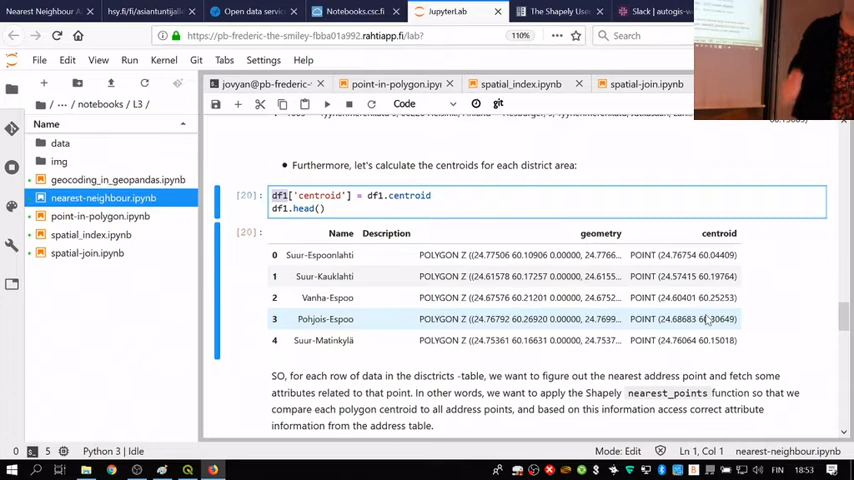 Nearest Neighbour A
hsy.fi/fi/asiantuntijall
Open data servic
Notebooks.csc.fi
JupyterLab
The Shapely Use
Slack | autogis-w
https://pb-frederic-the-smiley-fbba01a992.rahtiapp.fi/lab?
110%
Search
File Edit View Run Kernel Git Tabs Settings Help
jovyan@pb-frederic-
point-in-polygon.ipyn
spatial_index.ipynb
spatial-join.ipynb
Code
git
/ ... / notebooks / L3 /
Name
data
img
geocoding_in_geopandas.ipynb
nearest-neighbour.ipynb
point-in-polygon.ipynb
spatial_index.ipynb
spatial-join.ipynb
• Furthermore, let's calculate the centroids for each district area:
[20]: df1['centroid'] = df1.centroid
df1.head()
[20]:
Name Description geometry centroid
0 Suur-Espoonlahti POLYGON Z ((24.77506 60.10906 0.00000, 24.7766... POINT (24.76754 60.04409)
1 Suur-Kauklahti POLYGON Z ((24.61578 60.17257 0.00000, 24.6155... POINT (24.57415 60.19764)
2 Vanha-Espoo POLYGON Z ((24.67576 60.21201 0.00000, 24.6752... POINT (24.60401 60.25253)
3 Pohjois-Espoo POLYGON Z ((24.76792 60.26920 0.00000, 24.7699... POINT (24.68683 60.30649)
4 Suur-Matinkylä POLYGON Z ((24.75361 60.16631 0.00000, 24.7537... POINT (24.76064 60.15018)
SO, for each row of data in the disctricts -table, we want to figure out the nearest address point and fetch some
attributes related to that point. In other words, we want to apply the Shapely nearest_points function so that we
compare each polygon centroid to all address points, and based on this information access correct attribute
information from the address table.
0 5 Python 3 | Idle
Mode: Edit
Ln 1, Col 1
nearest-neighbour.ipynb
FIN
18:53